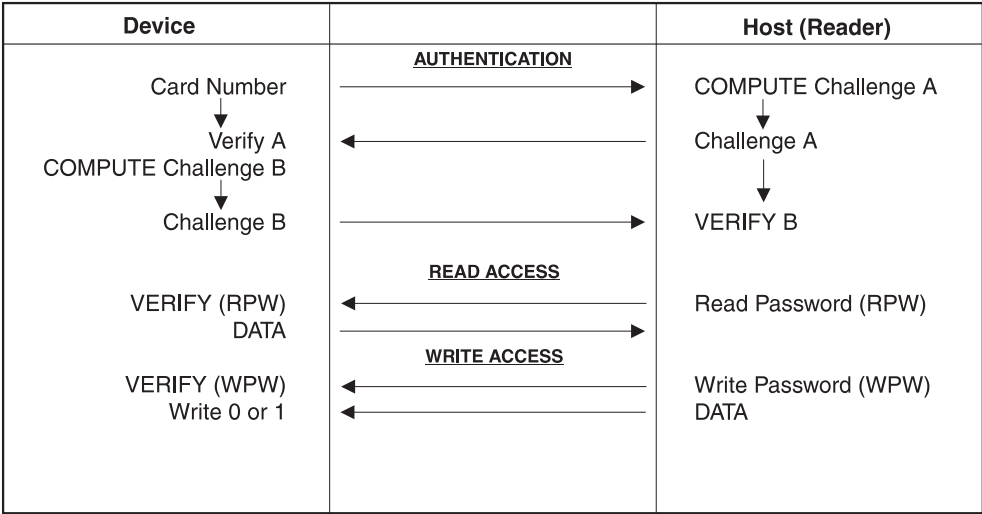 Device Host (Reader)
AUTHENTICATION
Card Number COMPUTE Challenge A
Verify A Challenge A
COMPUTE Challenge B
Challenge B VERIFY B
READ ACCESS
VERIFY (RPW) Read Password (RPW)
DATA
WRITE ACCESS
VERIFY (WPW) Write Password (WPW)
Write 0 or 1 DATA